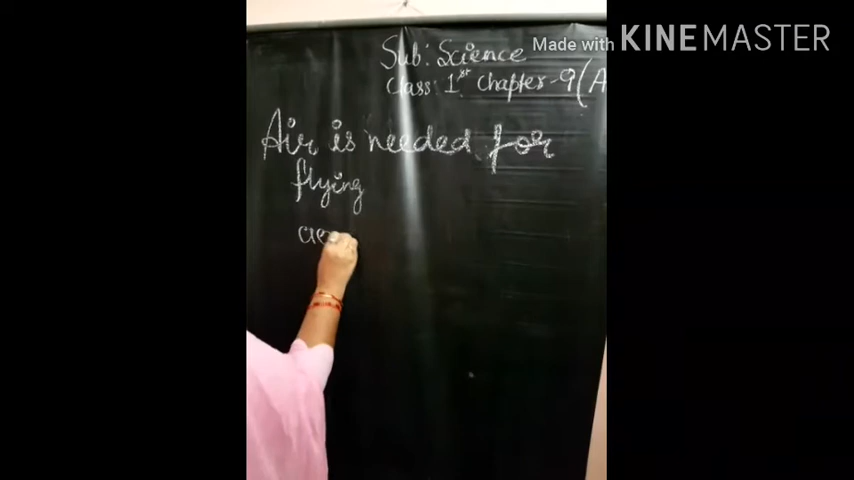 Sub: Science
Made with KINEMASTER
Class: 1st Chapter-9(A
Air is needed for
flying
ae